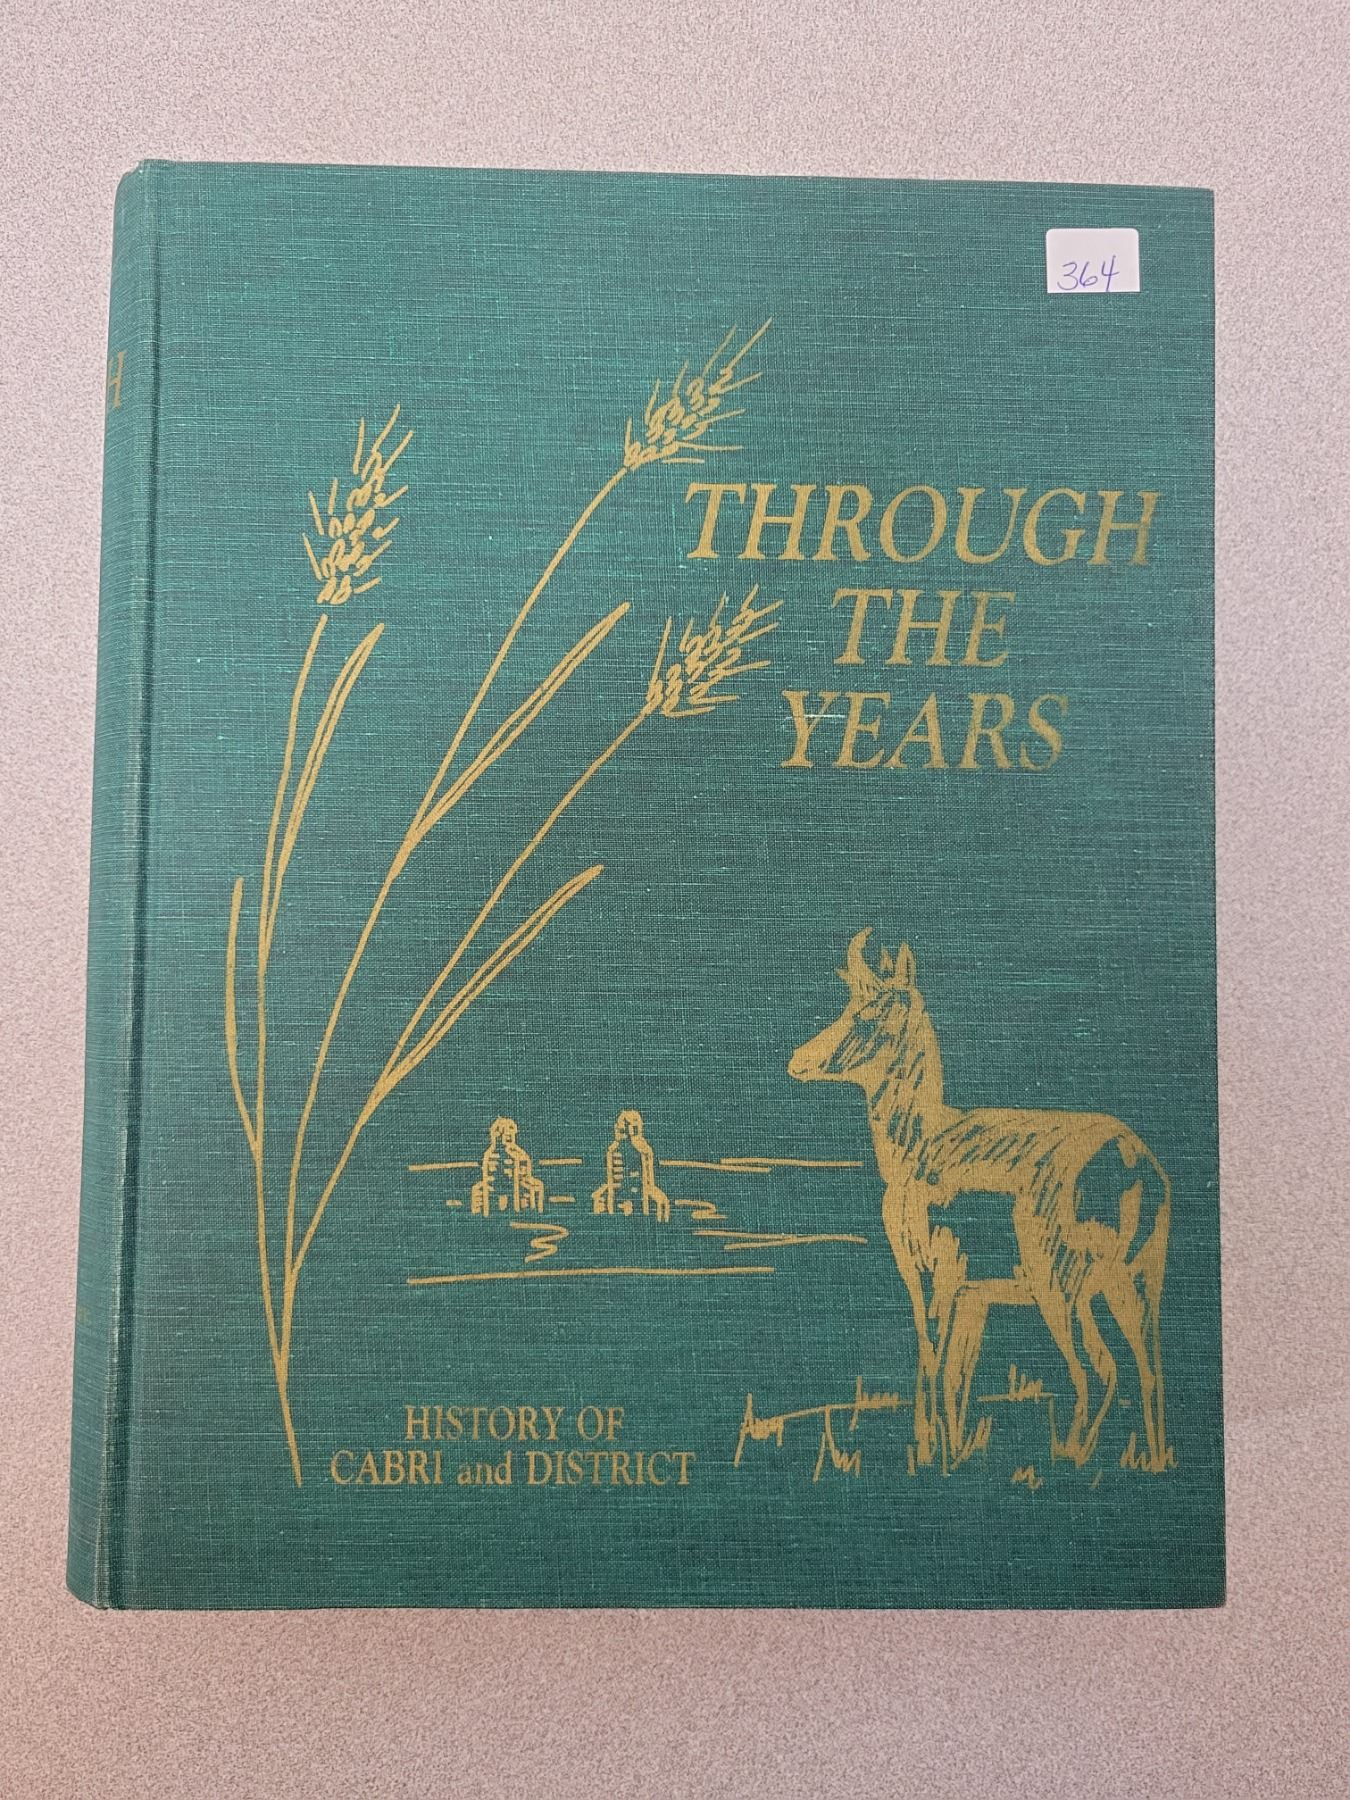 364
THROUGH
THE
YEARS
HISTORY OF
CABRI and DISTRICT
H